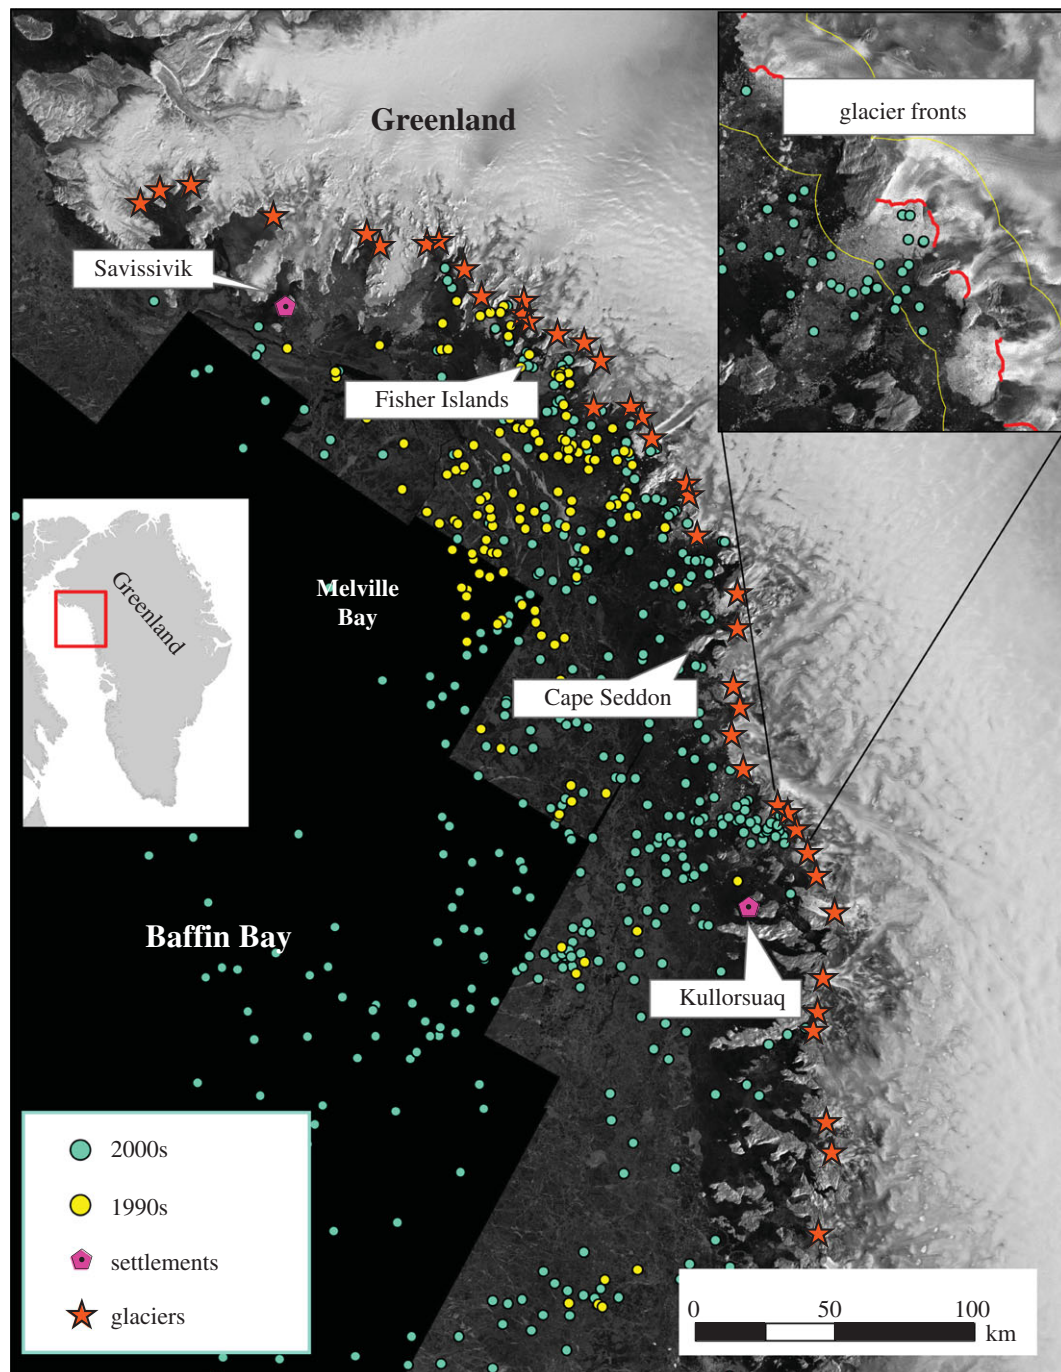 Greenland
glacier fronts
Savissivik
Fisher Islands
Greenland
Melville
Bay
Cape Seddon
Baffin Bay
Kullorsuaq
2000s
1990s
settlements
glaciers
0 50 100
km